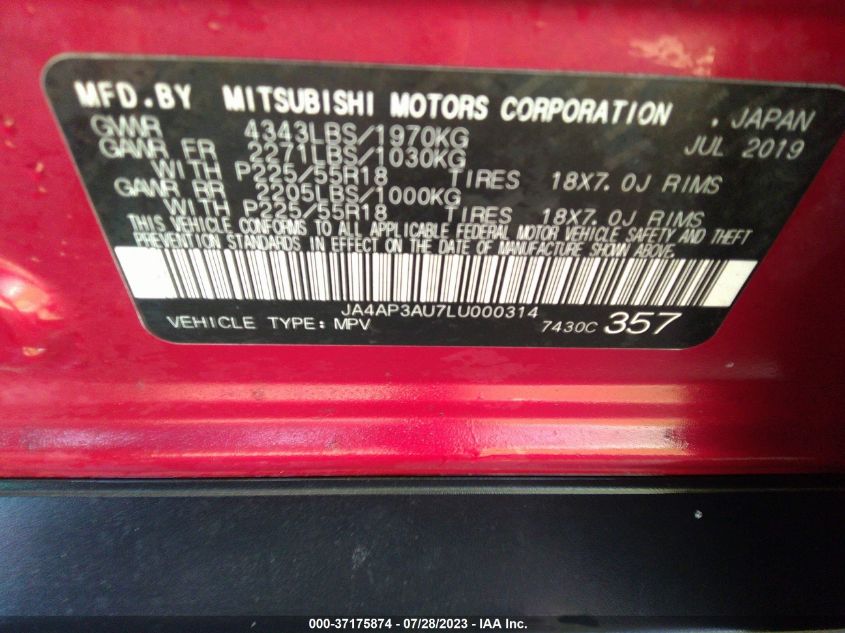 MFD.BY MITSUBISHI MOTORS CORPORATION , JAPAN
GVWR 4343LBS/1970KG JUL 2019
GAWR FR 2271LBS/1030KG
WITH P225/55R18 TIRES 18X7.0J RIMS
GAWR RR 2205LBS/1000KG
WITH P225/55R18 TIRES 18X7.0J RIMS
THIS VEHICLE CONFORMS TO ALL APPLICABLE FEDERAL MOTOR VEHICLE SAFETY AND THEFT
PREVENTION STANDARDS IN EFFECT ON THE DATE OF MANUFACTURE SHOWN ABOVE.
JA4AP3AU7LU000314
VEHICLE TYPE: MPV 7430C 357
000-37175874 / 07/28/2023 - IAA Inc.